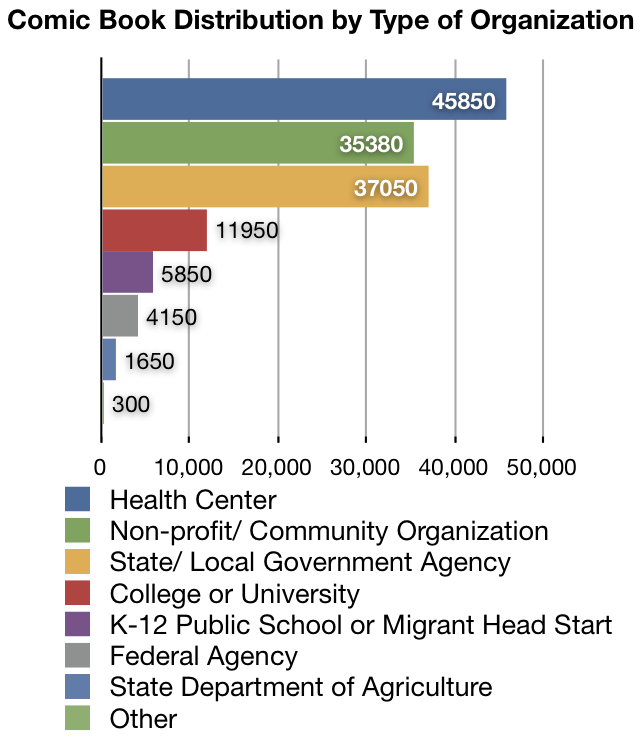 Comic Book Distribution by Type of Organization
45850
35380
37050
11950
5850
4150
1650
300
0 10,000 20,000 30,000 40,000 50,000
Health Center
Non-profit/ Community Organization
State/ Local Government Agency
College or University
K-12 Public School or Migrant Head Start
Federal Agency
State Department of Agriculture
Other